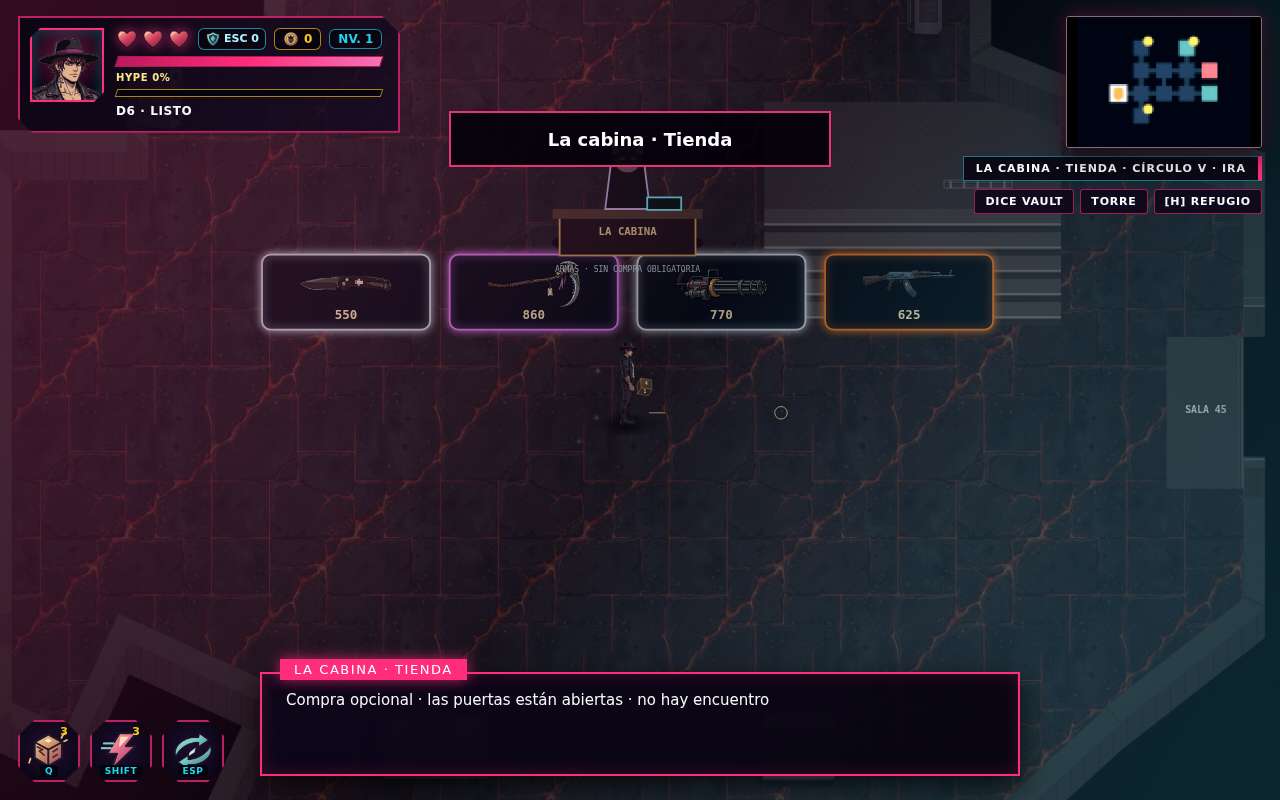 ESC 0
0
NV. 1
HYPE 0%
D6 · LISTO
La cabina · Tienda
LA CABINA · TIENDA · CÍRCULO V · IRA
DICE VAULT
TORRE
[H] REFUGIO
LA CABINA
ARMAS · SIN COMPRA OBLIGATORIA
550
860
770
625
SALA 45
LA CABINA · TIENDA
Compra opcional · las puertas están abiertas · no hay encuentro
3
Q
3
SHIFT
ESP